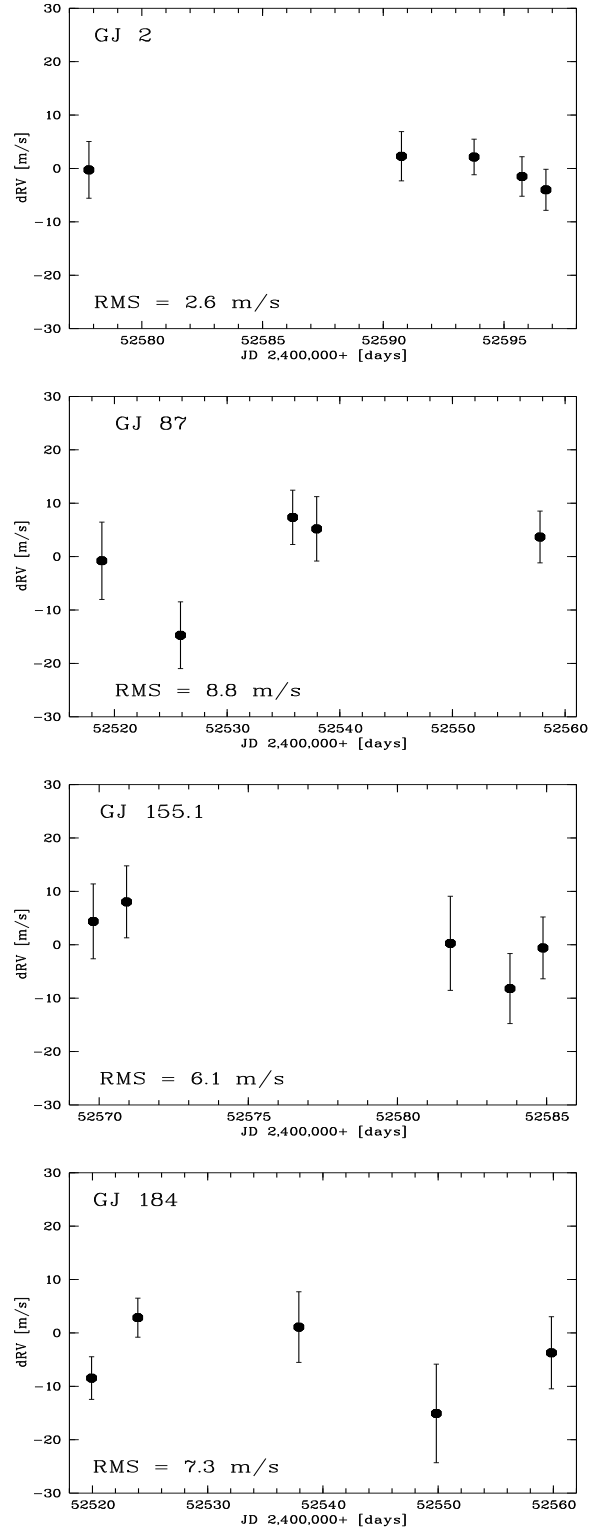 30
GJ 2
20
10
0
dRV [m/s]
−10
−20
RMS = 2.6 m/s
−30
52580 52585 52590 52595
JD 2,400,000+ [days]
30
GJ 87
20
10
0
dRV [m/s]
−10
−20
RMS = 8.8 m/s
−30
52520 52530 52540 52550 52560
JD 2,400,000+ [days]
30
GJ 155.1
20
10
0
dRV [m/s]
−10
−20
RMS = 6.1 m/s
−30
52570 52575 52580 52585
JD 2,400,000+ [days]
30
GJ 184
20
10
0
dRV [m/s]
−10
−20
RMS = 7.3 m/s
−30
52520 52530 52540 52550 52560
JD 2,400,000+ [days]